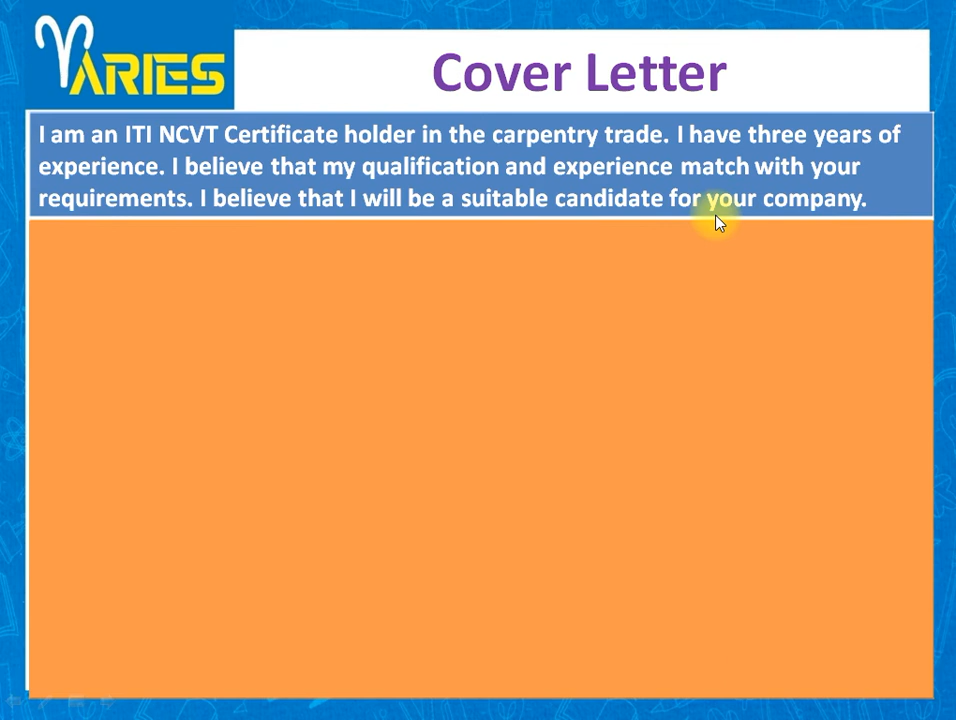 ARIES
Cover Letter
I am an ITI NCVT Certificate holder in the carpentry trade. I have three years of
experience. I believe that my qualification and experience match with your
requirements. I believe that I will be a suitable candidate for your company.